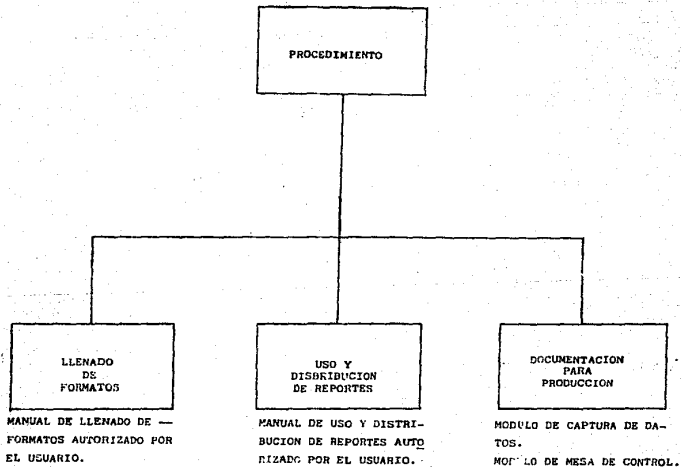 PROCEDIMIENTO
LLENADO
DE
FORMATOS
USO Y
DISBRIBUCION
DE REPORTES
DOCUMENTACION
PARA
PRODUCCION
MANUAL DE LLENADO DE —
FORMATOS AUTORIZADO POR
EL USUARIO.
MANUAL DE USO Y DISTRI-
BUCION DE REPORTES AUTO
RIZADO POR EL USUARIO.
MODULO DE CAPTURA DE DA-
TOS.
MODULO DE MESA DE CONTROL.